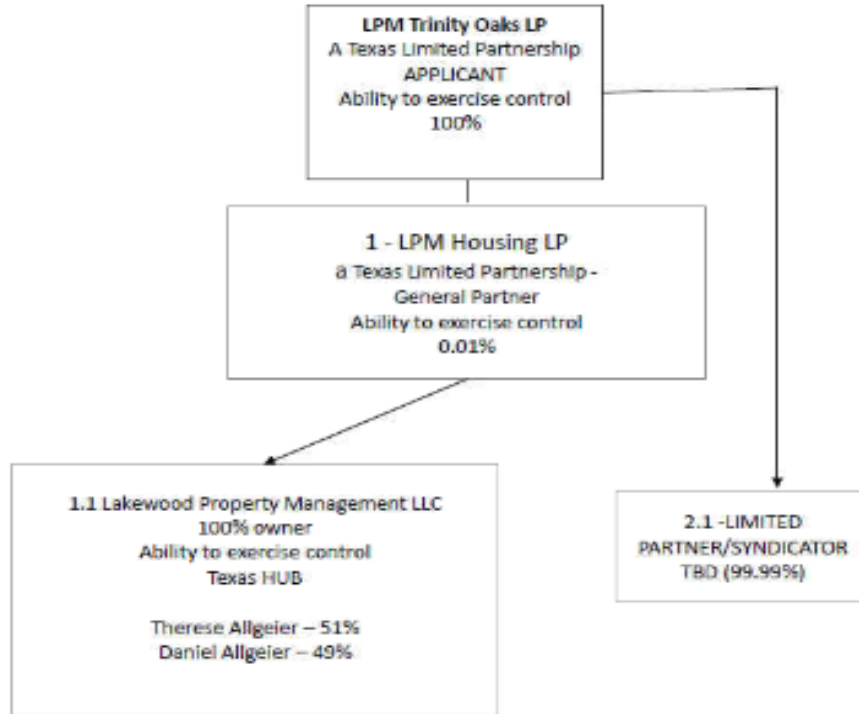 LPM Trinity Oaks LP
A Texas Limited Partnership
APPLICANT
Ability to exercise control
100%
1 - LPM Housing LP
a Texas Limited Partnership -
General Partner
Ability to exercise control
0.01%
1.1 Lakewood Property Management LLC
100% owner
Ability to exercise control
Texas HUB
Therese Allgeier – 51%
Daniel Allgeier – 49%
2.1 -LIMITED
PARTNER/SYNDICATOR
TBD (99.99%)